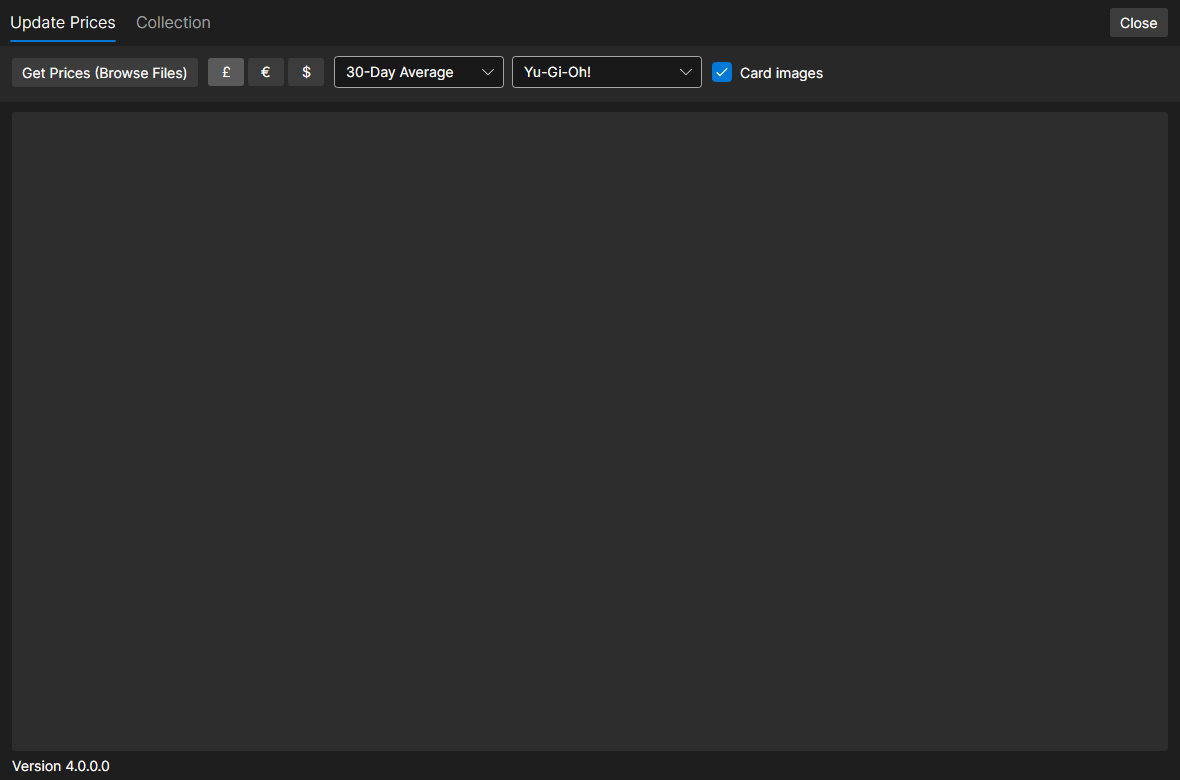 Update Prices Collection Close
Get Prices (Browse Files) £ € $ 30-Day Average Yu-Gi-Oh! Card images
Version 4.0.0.0